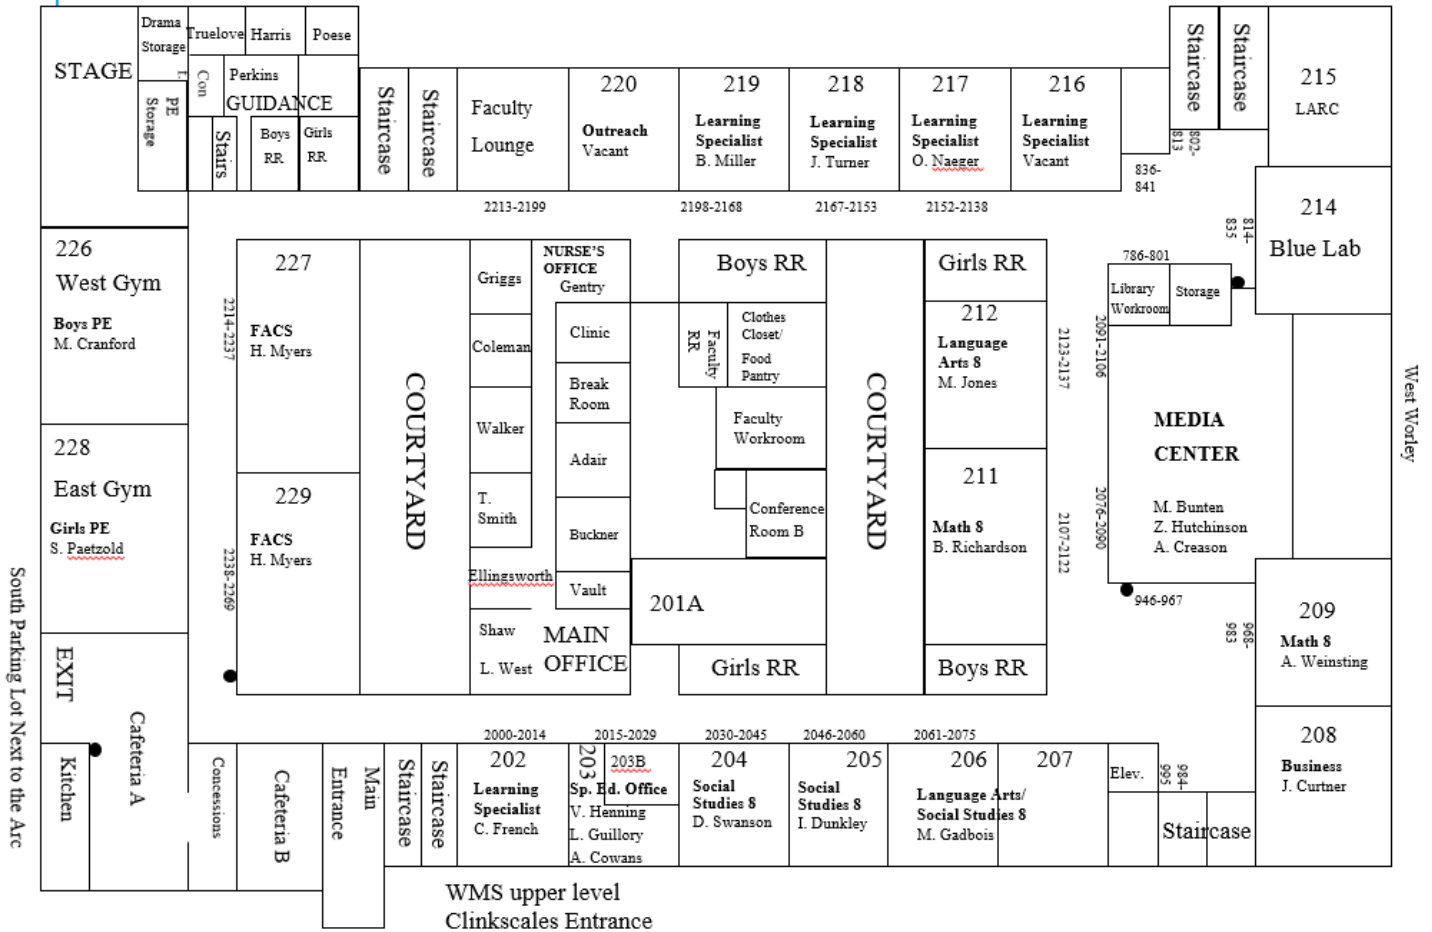 STAGE
Drama
Storage
Truelove
Harris
Poese
PE
Storage
Con
f.
Perkins
GUIDANCE
Stairs
Boys
RR
Girls
RR
Staircase
Staircase
Faculty
Lounge
220
Outreach
Vacant
219
Learning
Specialist
B. Miller
218
Learning
Specialist
J. Turner
217
Learning
Specialist
O. Naeger
216
Learning
Specialist
Vacant
Staircase
Staircase
215
LARC
802-
813
836-
841
2213-2199
2198-2168
2167-2153
2152-2138
814-
835
214
Blue Lab
226
West Gym
Boys PE
M. Cranford
2214-2237
227
FACS
H. Myers
COURTYARD
Griggs
Coleman
Walker
T.
Smith
Ellingsworth
Shaw
L. West
NURSE'S
OFFICE
Gentry
Clinic
Break
Room
Adair
Buckner
Vault
MAIN
OFFICE
Boys RR
Faculty
RR
Clothes
Closet/
Food
Pantry
Faculty
Workroom
Conference
Room B
201A
Girls RR
COURTYARD
Girls RR
212
Language
Arts 8
M. Jones
211
Math 8
B. Richardson
Boys RR
2123-2137
2107-2122
2091-2106
2076-2090
786-801
Library
Workroom
Storage
MEDIA
CENTER
M. Bunten
Z. Hutchinson
A. Creason
946-967
968-
983
West Worley
228
East Gym
Girls PE
S. Paetzold
2238-2269
229
FACS
H. Myers
209
Math 8
A. Weinsting
208
Business
J. Curtner
South Parking Lot Next to the Arc
EXIT
Kitchen
Cafeteria A
Concessions
Cafeteria B
Main
Entrance
Staircase
Staircase
2000-2014
2015-2029
2030-2045
2046-2060
2061-2075
202
Learning
Specialist
C. French
203
203B
Sp. Ed. Office
V. Henning
L. Guillory
A. Cowans
204
Social
Studies 8
D. Swanson
205
Social
Studies 8
I. Dunkley
206
207
Language Arts/
Social Studies 8
M. Gadbois
Elev.
984-
995
Staircase
WMS upper level
Clinkscales Entrance